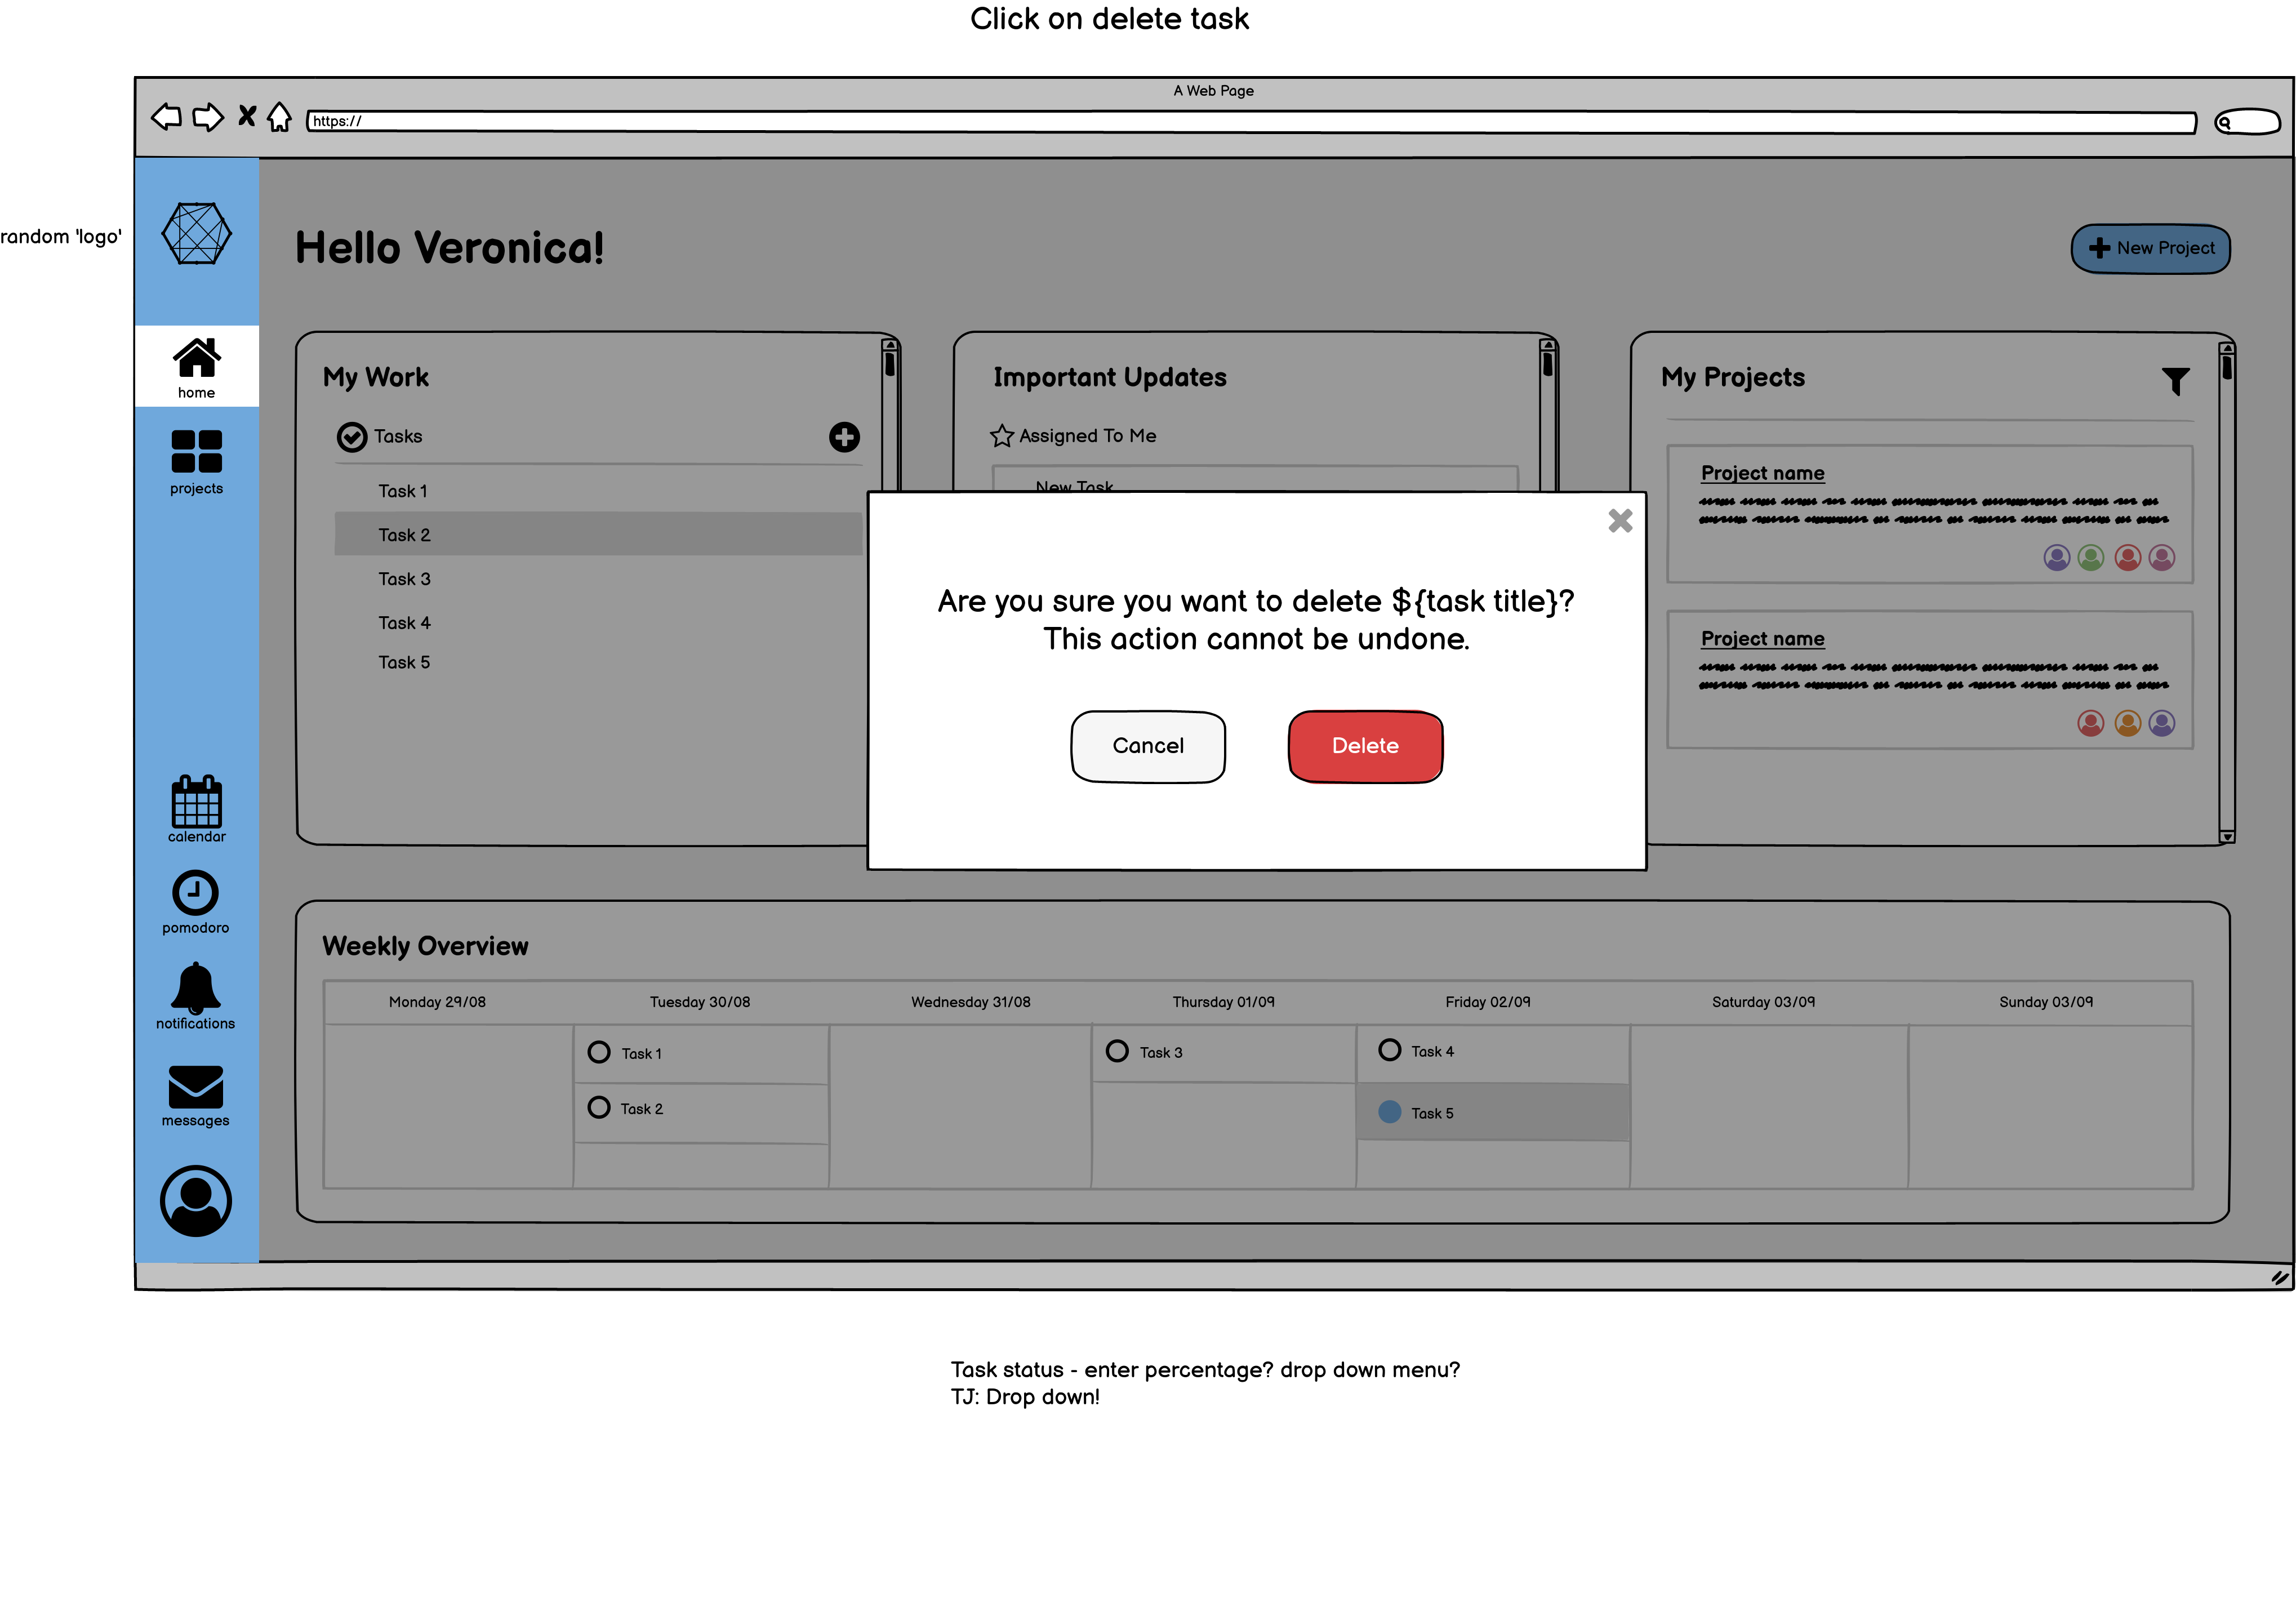 Click on delete task
A Web Page
https://
random 'logo'
Hello Veronica!
New Project
home
projects
calendar
pomodoro
notifications
messages
My Work
Tasks
Task 1
Task 2
Task 3
Task 4
Task 5
Important Updates
Assigned To Me
New Task
My Projects
Project name
Project name
Are you sure you want to delete ${task title}?
This action cannot be undone.
Cancel
Delete
Weekly Overview
Monday 29/08
Tuesday 30/08
Wednesday 31/08
Thursday 01/09
Friday 02/09
Saturday 03/09
Sunday 03/09
Task 1
Task 2
Task 3
Task 4
Task 5
Task status - enter percentage? drop down menu?
TJ: Drop down!